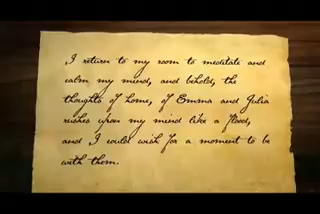 I return to my room to meditate and
calm my mind, and behold, the
thoughts of home, of Emma and Julia
rushes upon my mind like a flood,
and I could wish for a moment to be
with them.